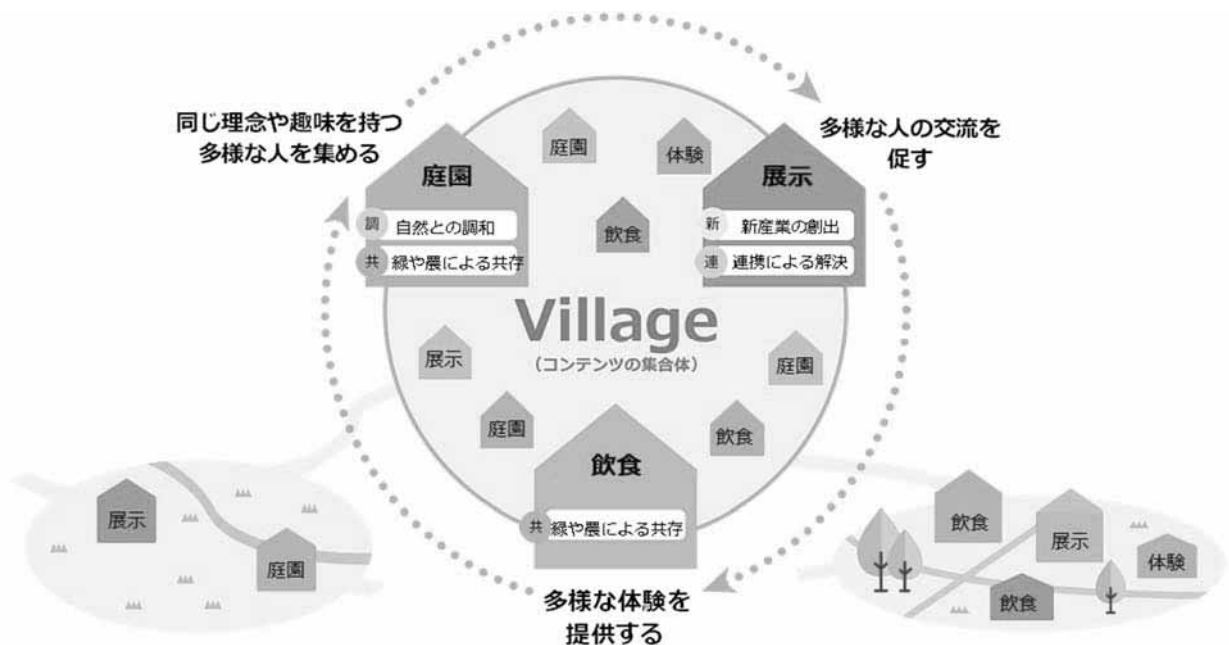 同じ理念や趣味を持つ
多様な人を集める
多様な人の交流を
促す
庭園
調 自然との調和
共 緑や農による共存
庭園
体験
飲食
展示
新 新産業の創出
連 連携による解決
Village
(コンテンツの集合体)
展示
庭園
庭園
飲食
飲食
共 緑や農による共存
多様な体験を
提供する
展示
庭園
飲食
展示
体験
飲食